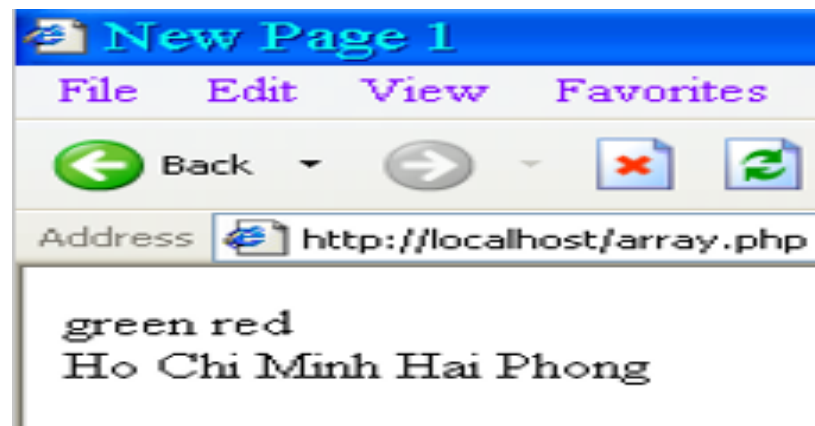 New Page 1
File Edit View Favorites
Back
Address http://localhost/array.php
green red
Ho Chi Minh Hai Phong